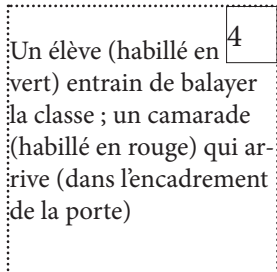 4
Un élève (habillé en
vert) entrain de balayer
la classe ; un camarade
(habillé en rouge) qui ar-
rive (dans l'encadrement
de la porte)